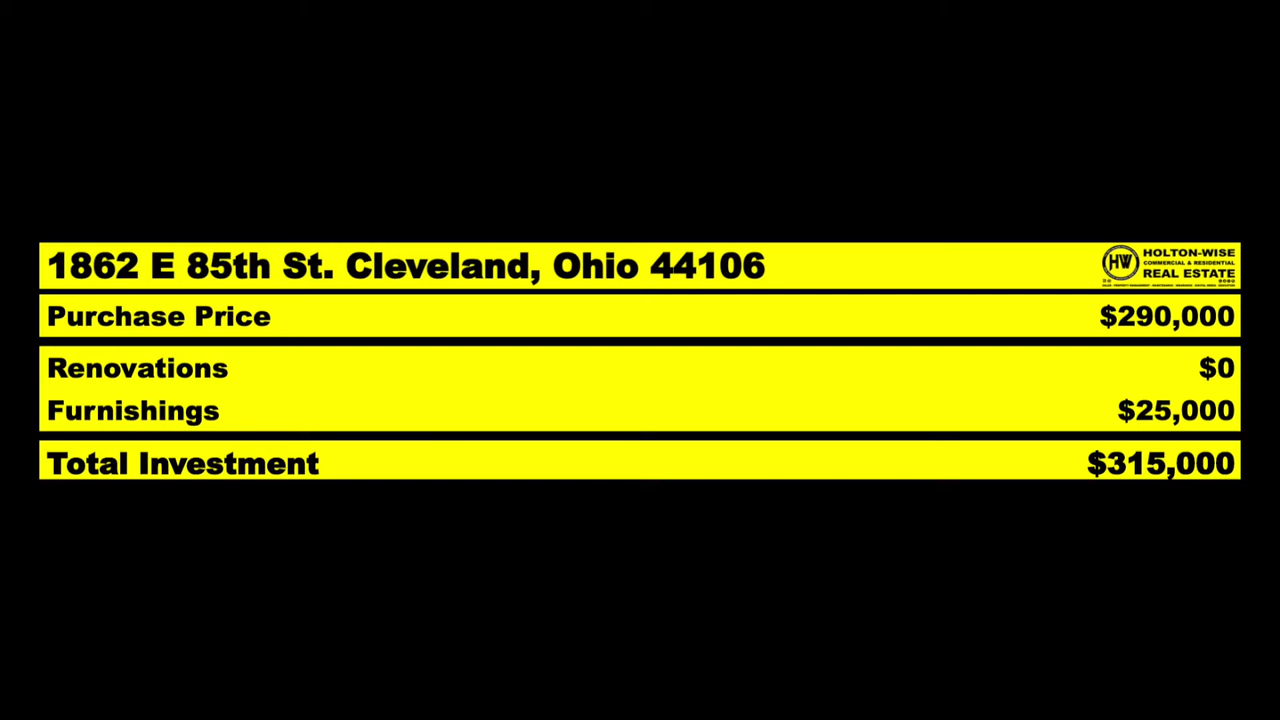 1862 E 85th St. Cleveland, Ohio 44106
HW
HOLTON-WISE
COMMERCIAL & RESIDENTIAL
REAL ESTATE
Purchase Price $290,000
Renovations $0
Furnishings $25,000
Total Investment $315,000